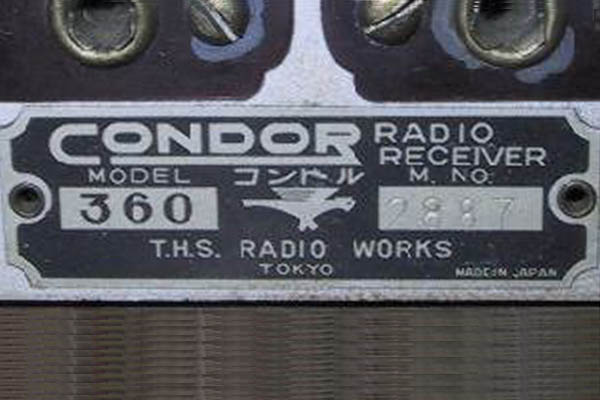 CONDOR RADIO RECEIVER
MODEL コンドル M. NO.
360 2887
T.H.S. RADIO WORKS
TOKYO
MADE IN JAPAN